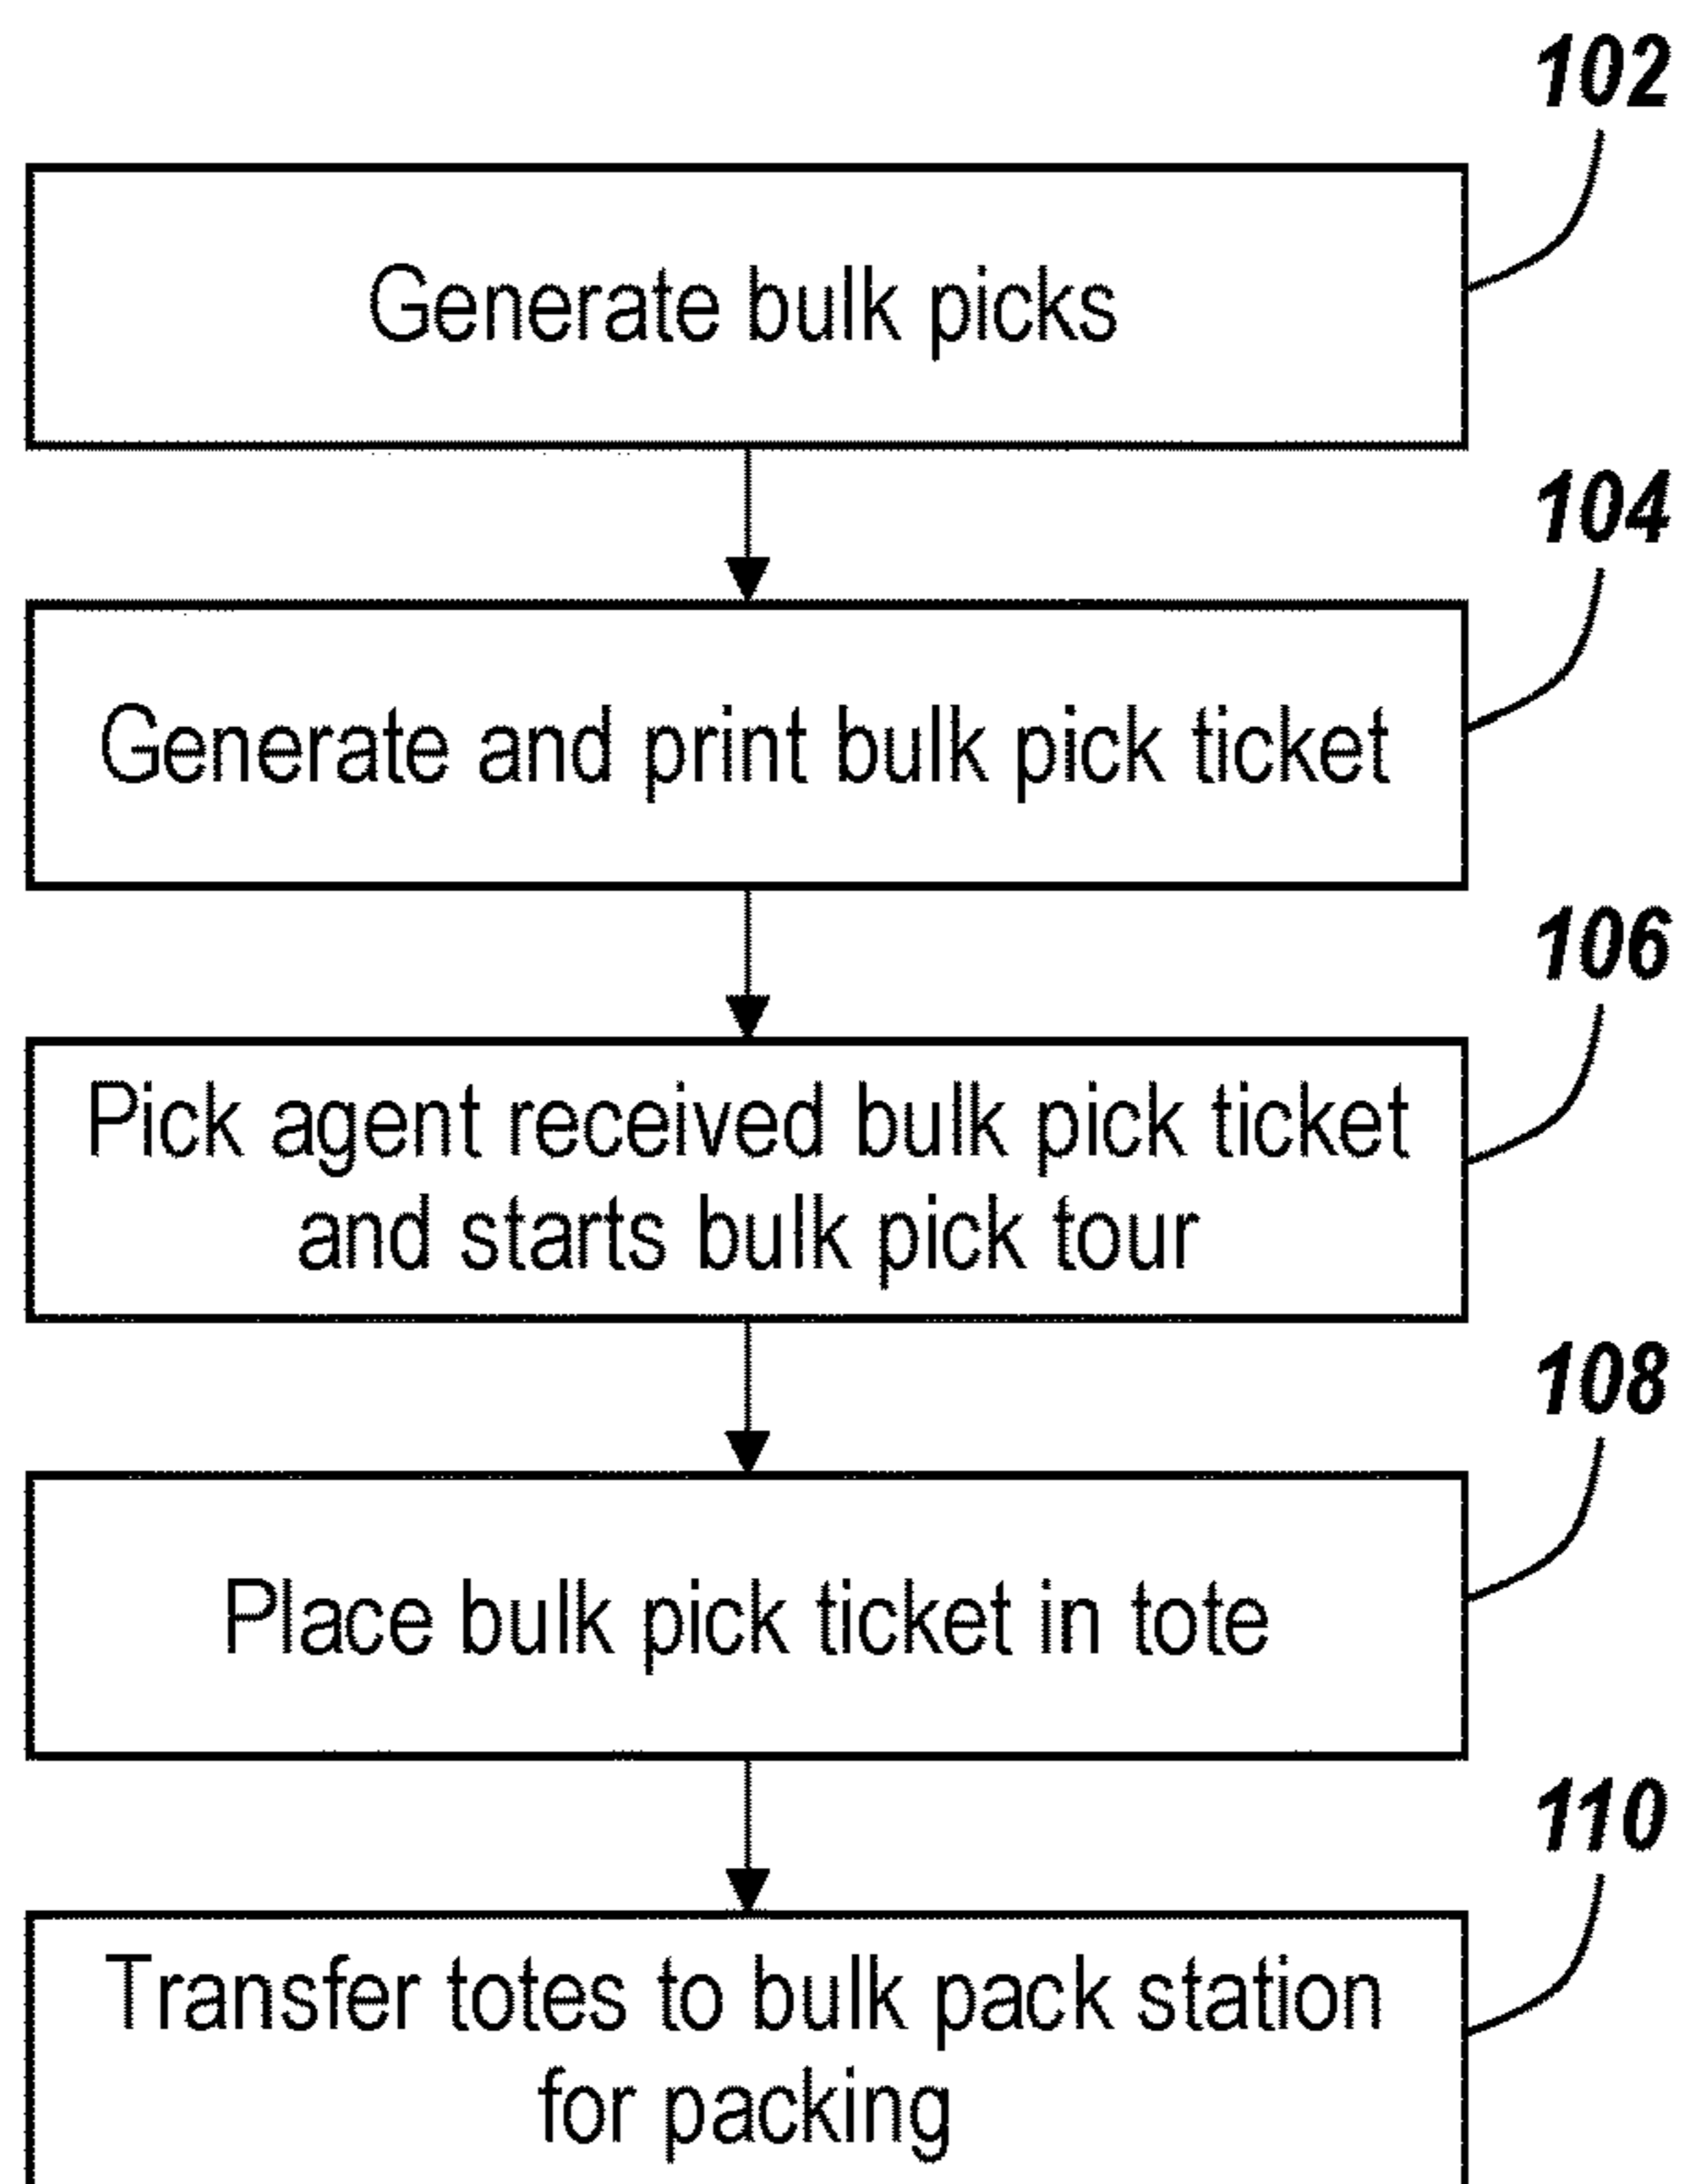 102
Generate bulk picks
104
Generate and print bulk pick ticket
106
Pick agent received bulk pick ticket
and starts bulk pick tour
108
Place bulk pick ticket in tote
110
Transfer totes to bulk pack station
for packing